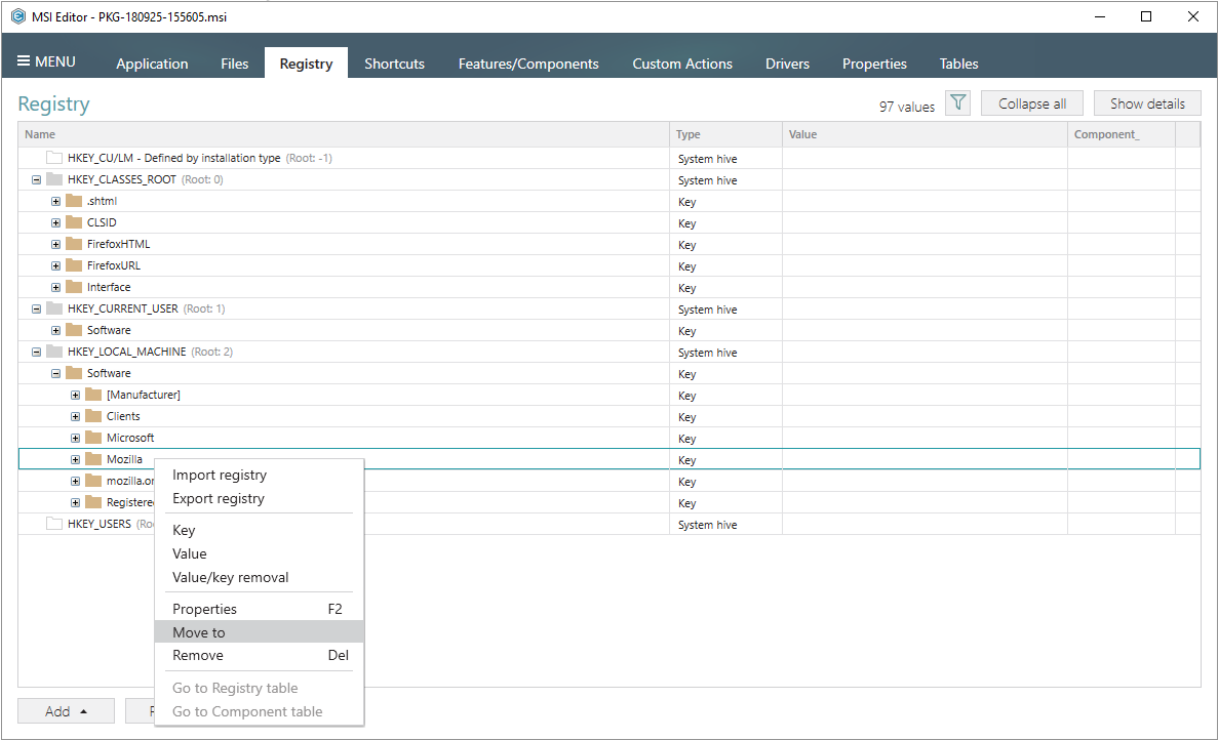 MSI Editor - PKG-180925-155605.msi
MENU Application Files Registry Shortcuts Features/Components Custom Actions Drivers Properties Tables
Registry 97 values Collapse all Show details
Name Type Value Component_
HKEY_CU/LM - Defined by installation type (Root: -1) System hive
HKEY_CLASSES_ROOT (Root: 0) System hive
.shtml Key
CLSID Key
FirefoxHTML Key
FirefoxURL Key
Interface Key
HKEY_CURRENT_USER (Root: 1) System hive
Software Key
HKEY_LOCAL_MACHINE (Root: 2) System hive
Software Key
[Manufacturer] Key
Clients Key
Microsoft Key
Mozilla Key
Import registry
mozilla.or Key
Export registry
Registere Key
HKEY_USERS (Ro System hive
Key
Value
Value/key removal
Properties F2
Move to
Remove Del
Go to Registry table
Add
Go to Component table